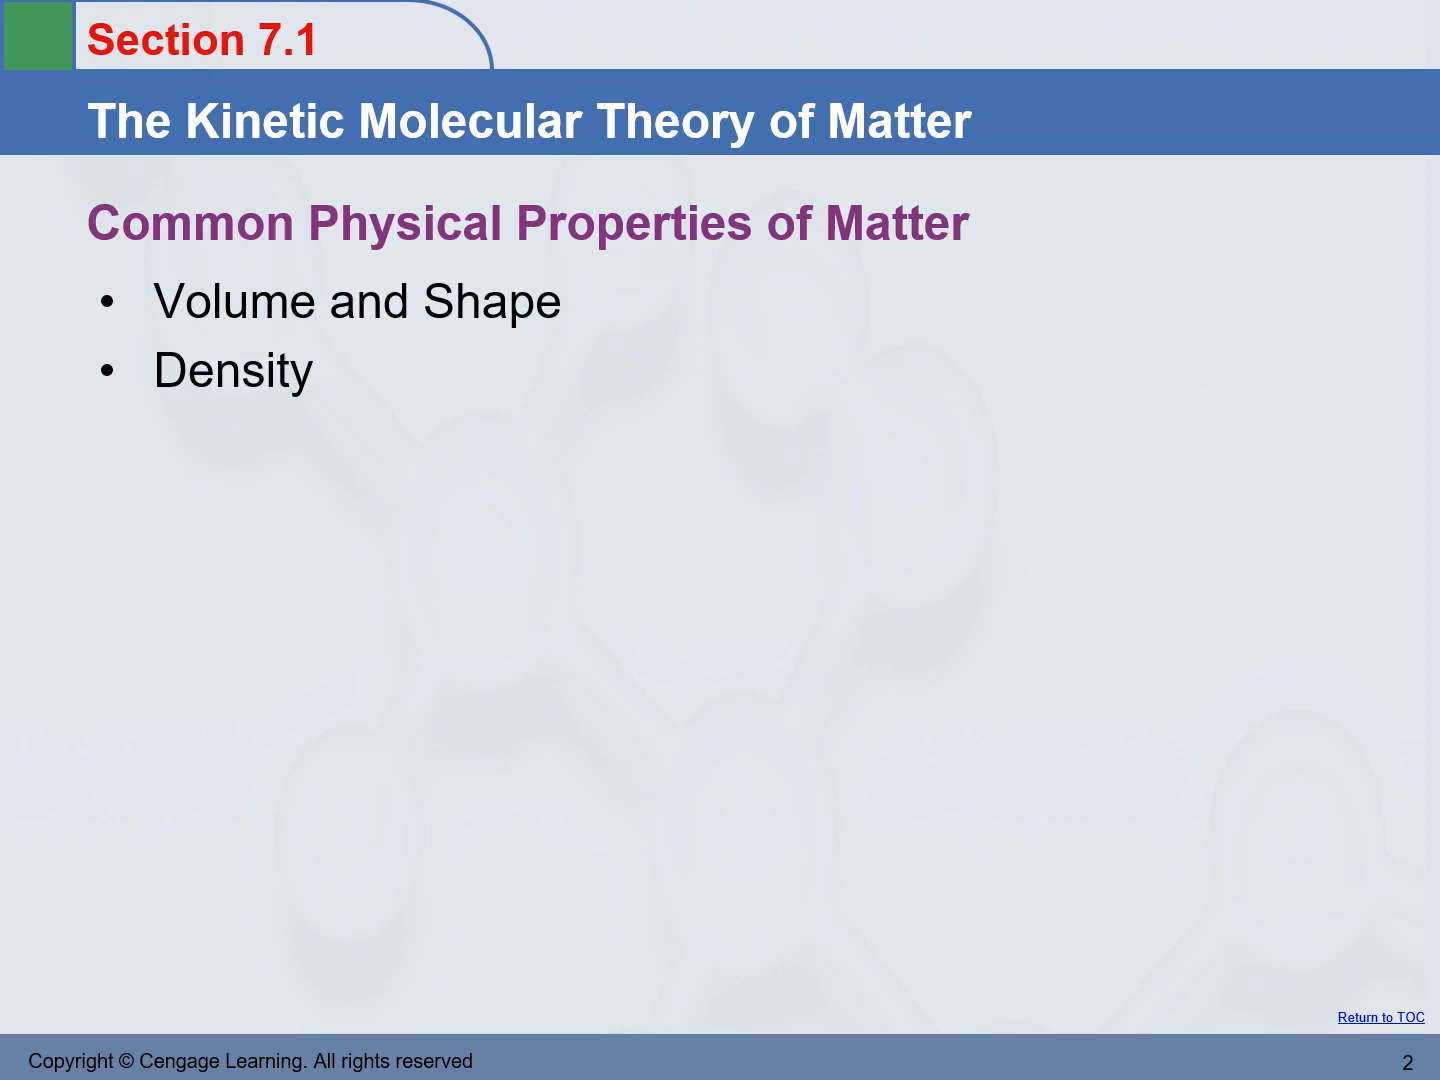 Section 7.1
The Kinetic Molecular Theory of Matter
Common Physical Properties of Matter
• Volume and Shape
• Density
Return to TOC
Copyright © Cengage Learning. All rights reserved
2